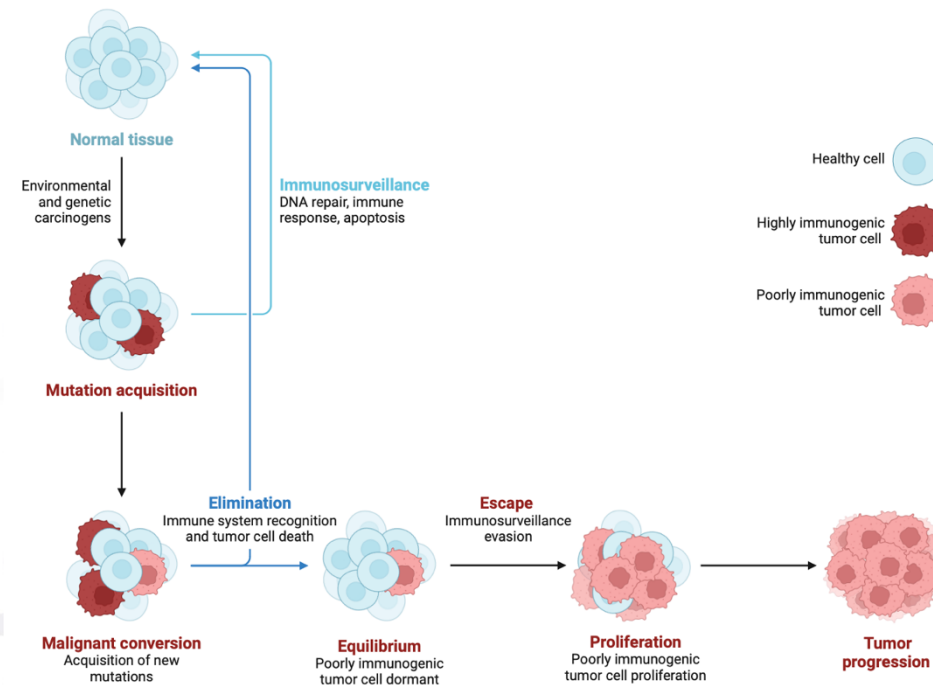 Normal tissue
Environmental
and genetic
carcinogens
Immunosurveillance
DNA repair, immune
response, apoptosis
Healthy cell
Highly immunogenic
tumor cell
Poorly immunogenic
tumor cell
Mutation acquisition
Elimination
Immune system recognition
and tumor cell death
Escape
Immunosurveillance
evasion
Malignant conversion
Acquisition of new
mutations
Equilibrium
Poorly immunogenic
tumor cell dormant
Proliferation
Poorly immunogenic
tumor cell proliferation
Tumor
progression